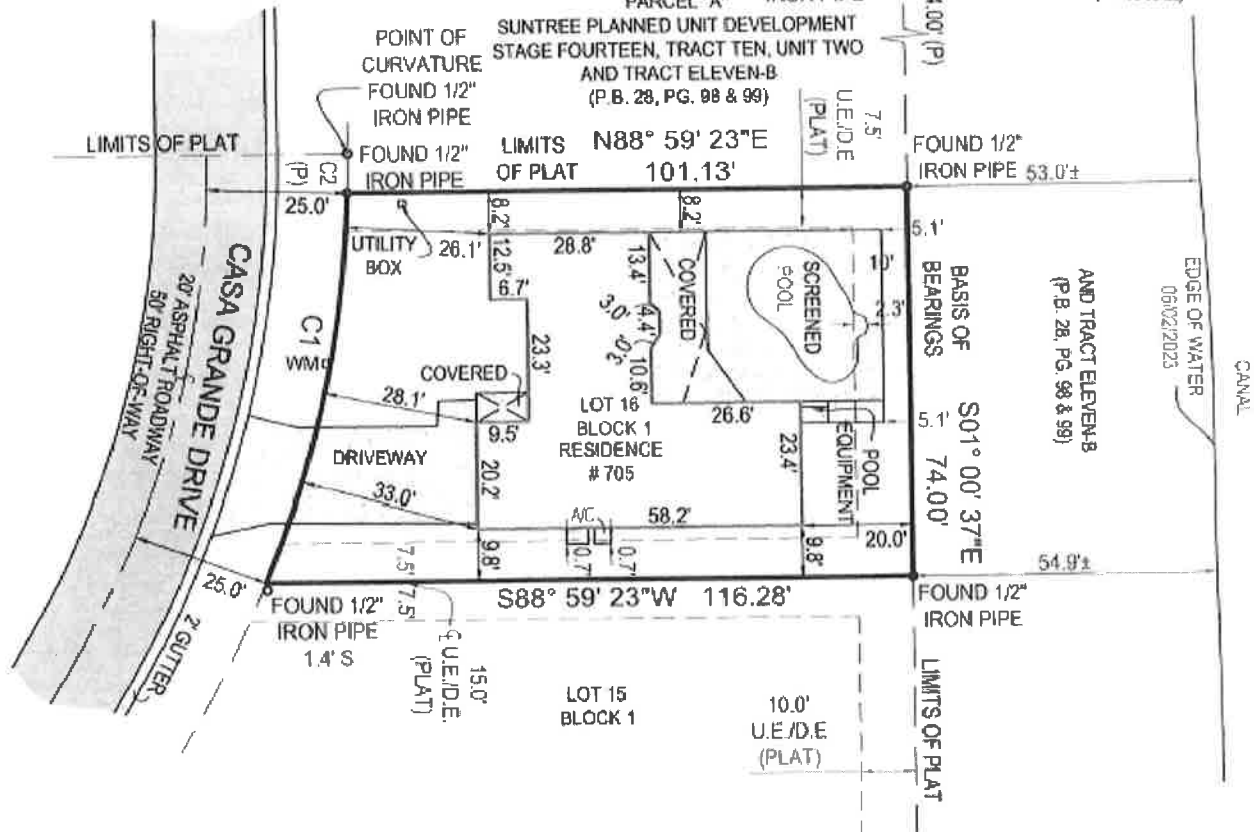 PARCEL "A"
SUNTREE PLANNED UNIT DEVELOPMENT
STAGE FOURTEEN, TRACT TEN, UNIT TWO
AND TRACT ELEVEN-B
(P.B. 28, PG. 98 & 99)
POINT OF
CURVATURE
FOUND 1/2"
IRON PIPE
LIMITS OF PLAT
FOUND 1/2"
IRON PIPE
C2
(P)
25.0'
LIMITS
OF PLAT
N88° 59' 23"E
101.13'
7.5'
U.E./D.E
(PLAT)
4.00' (P)
FOUND 1/2"
IRON PIPE
53.0'±
UTILITY
BOX
26.1'
8.2'
8.2'
28.8'
12.5'
6.7'
23.3'
13.4'
3.0'
4.4'
3.0'
10.6'
COVERED
SCREENED
POOL
5.1'
10'
2.3'
BASIS OF
BEARINGS
S01° 00' 37"E
74.00'
AND TRACT ELEVEN-B
(P.B. 28, PG. 98 & 99)
EDGE OF WATER
06/02/2023
CANAL
CASA GRANDE DRIVE
20' ASPHALT ROADWAY
50' RIGHT-OF-WAY
C1
WM
28.1'
COVERED
9.5'
LOT 16
BLOCK 1
RESIDENCE
# 705
26.6'
5.1'
DRIVEWAY
33.0'
20.2'
23.4'
POOL
EQUIPMENT
A/C
58.2'
20.0'
9.8'
0.7'
0.7'
9.8'
7.5'
7.5'
25.0'
S88° 59' 23"W 116.28'
54.9'±
FOUND 1/2"
IRON PIPE
1.4' S
FOUND 1/2"
IRON PIPE
2' GUTTER
15.0'
U.E./D.E.
(PLAT)
LOT 15
BLOCK 1
10.0'
U.E./D.E
(PLAT)
LIMITS OF PLAT